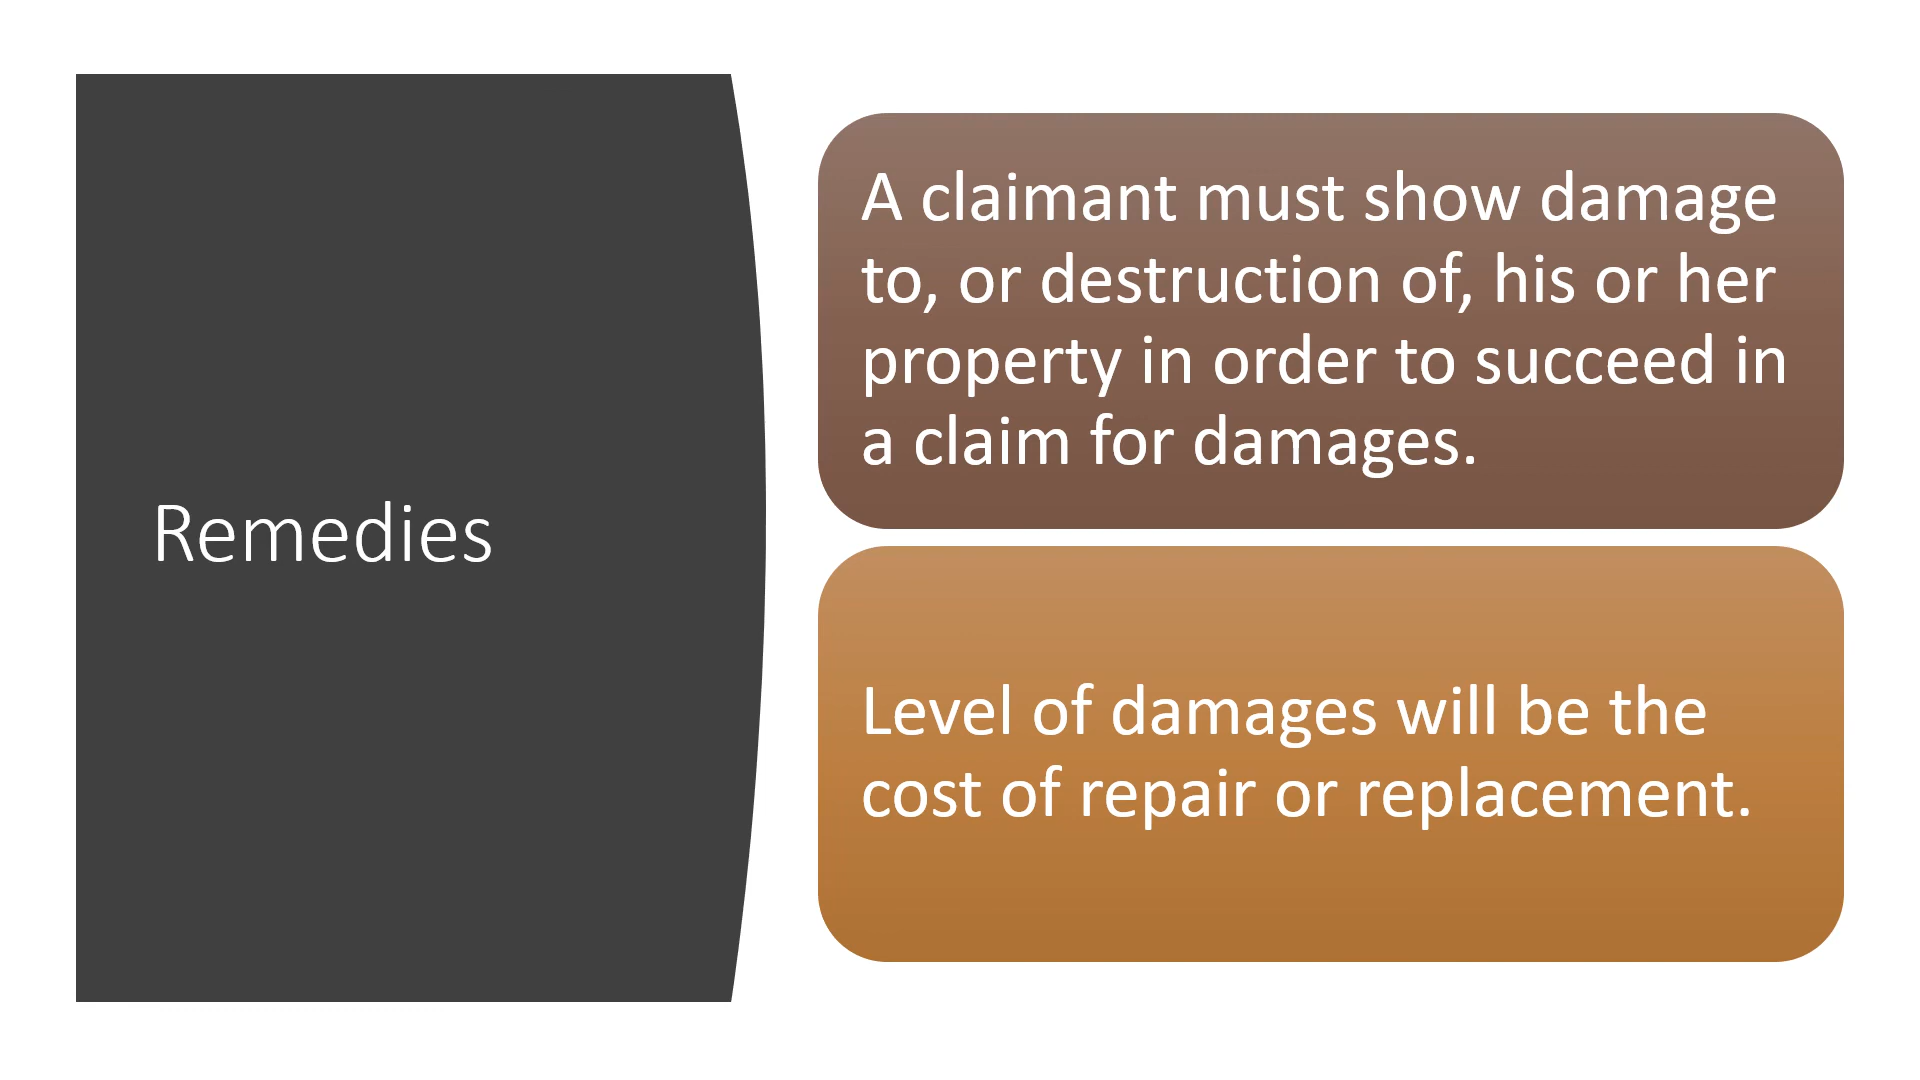 Remedies
A claimant must show damage
to, or destruction of, his or her
property in order to succeed in
a claim for damages.
Level of damages will be the
cost of repair or replacement.